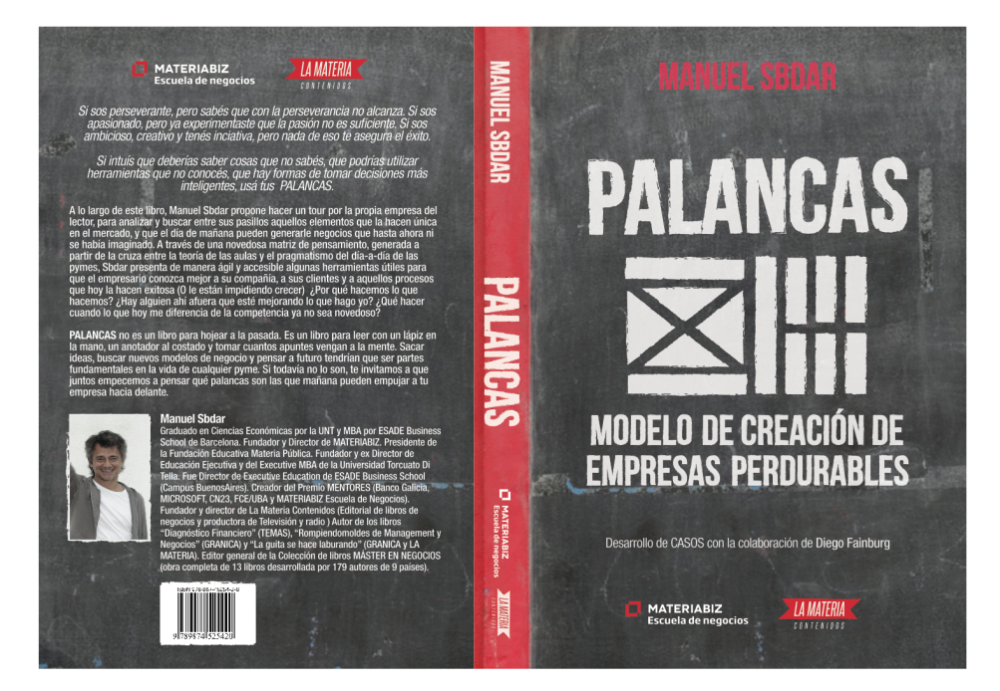 MATERIABIZ
Escuela de negocios
LA MATERIA
CONTENIDOS
Si sos perseverante, pero sabés que con la perseverancia no alcanza. Si sos
apasionado, pero ya experimentaste que la pasión no es suficiente. Si sos
ambicioso, creativo y tenés inciativa, pero nada de eso te asegura el éxito.
Si intuís que deberías saber cosas que no sabés, que podrías utilizar
herramientas que no conocés, que hay formas de tomar decisiones más
inteligentes, usá tus PALANCAS.
A lo largo de este libro, Manuel Sbdar propone hacer un tour por la propia empresa del
lector, para analizar y buscar entre sus pasillos aquellos elementos que la hacen única
en el mercado, y que el día de mañana pueden generarle negocios que hasta ahora ni
se había imaginado. A través de una novedosa matriz de pensamiento, generada a
partir de la cruza entre la teoría de las aulas y el pragmatismo del día-a-día de las
pymes, Sbdar presenta de manera ágil y accesible algunas herramientas útiles para
que el empresario conozca mejor a su compañía, a sus clientes y a aquellos procesos
que hoy la hacen exitosa (O le están impidiendo crecer) ¿Por qué hacemos lo que
hacemos? ¿Hay alguien ahí afuera que esté mejorando lo que hago yo? ¿Qué hacer
cuando lo que hoy me diferencia de la competencia ya no sea novedoso?
PALANCAS no es un libro para hojear a la pasada. Es un libro para leer con un lápiz en
la mano, un anotador al costado y tomar cuantos apuntes vengan a la mente. Sacar
ideas, buscar nuevos modelos de negocio y pensar a futuro tendrían que ser partes
fundamentales en la vida de cualquier pyme. Si todavía no lo son, te invitamos a que
juntos empecemos a pensar qué palancas son las que mañana pueden empujar a tu
empresa hacia delante.
Manuel Sbdar
Graduado en Ciencias Económicas por la UNT y MBA por ESADE Business
School de Barcelona. Fundador y Director de MATERIABIZ. Presidente de
la Fundación Educativa Materia Pública. Fundador y ex Director de
Educación Ejecutiva y del Executive MBA de la Universidad Torcuato Di
Tella. Fue Director de Executive Education de ESADE Business School
(Campus BuenosAires). Creador del Premio MENTORES (Banco Galicia,
MICROSOFT, CN23, FCE/UBA y MATERIABIZ Escuela de Negocios).
Fundador y director de La Materia Contenidos (Editorial de libros de
negocios y productora de Televisión y radio ) Autor de los libros
“Diagnóstico Financiero” (TEMAS), “Rompiendomoldes de Management y
Negocios” (GRANICA) y “La guita se hace laburando” (GRANICA y LA
MATERIA). Editor general de la Colección de libros MÁSTER EN NEGOCIOS
(obra completa de 13 libros desarrollada por 179 autores de 9 países).
9 789874 525420
MANUEL SBDAR
PALANCAS
MATERIABIZ
Escuela de negocios
LA MATERIA
CONTENIDOS
MANUEL SBDAR
PALANCAS
MODELO DE CREACIÓN DE
EMPRESAS PERDURABLES
Desarrollo de CASOS con la colaboración de Diego Fainburg
MATERIABIZ
Escuela de negocios
LA MATERIA
CONTENIDOS